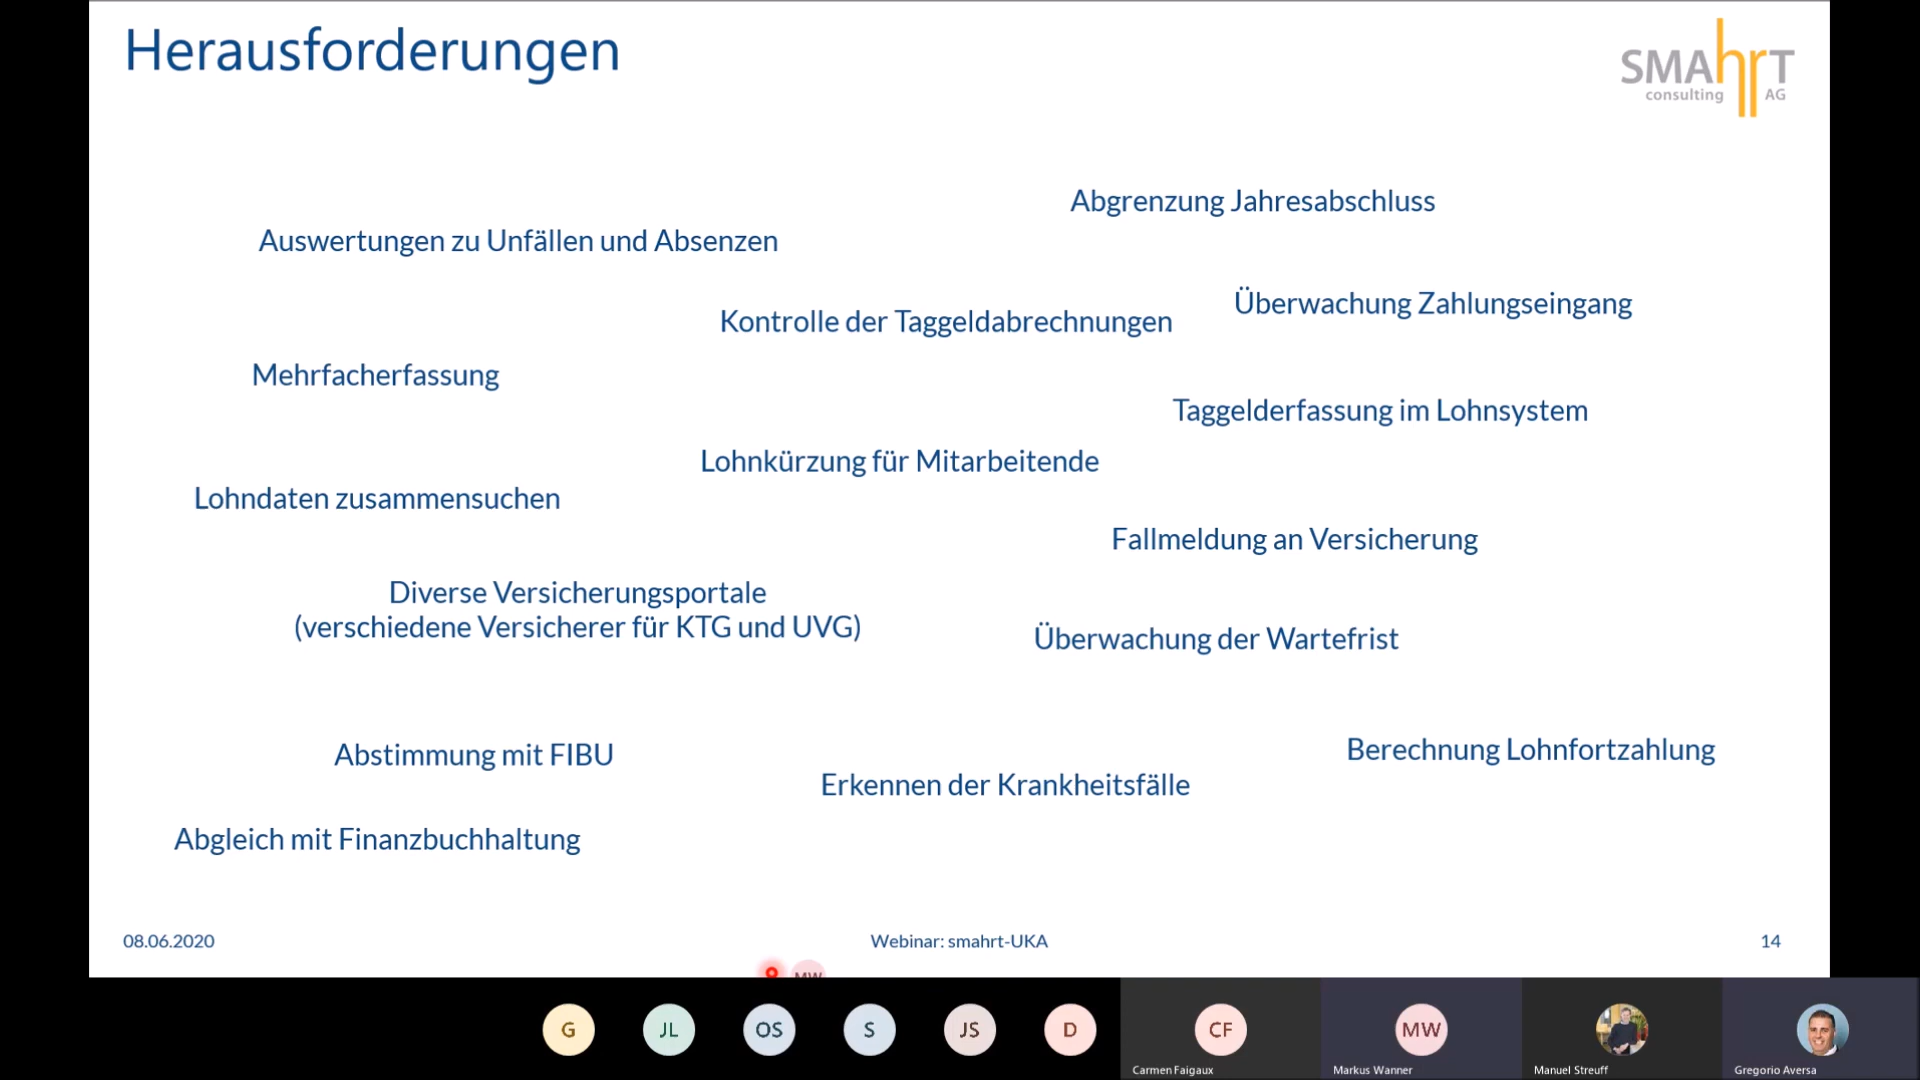 Herausforderungen
SMAhrT
consulting AG
Abgrenzung Jahresabschluss
Auswertungen zu Unfällen und Absenzen
Überwachung Zahlungseingang
Kontrolle der Taggeldabrechnungen
Mehrfacherfassung
Taggelderfassung im Lohnsystem
Lohnkürzung für Mitarbeitende
Lohndaten zusammensuchen
Fallmeldung an Versicherung
Diverse Versicherungsportale
(verschiedene Versicherer für KTG und UVG)
Überwachung der Wartefrist
Abstimmung mit FIBU
Berechnung Lohnfortzahlung
Erkennen der Krankheitsfälle
Abgleich mit Finanzbuchhaltung
08.06.2020
Webinar: smahrt-UKA
14
MW
G
JL
OS
S
JS
D
CF
MW
Carmen Faigaux
Markus Wanner
Manuel Streuff
Gregorio Aversa